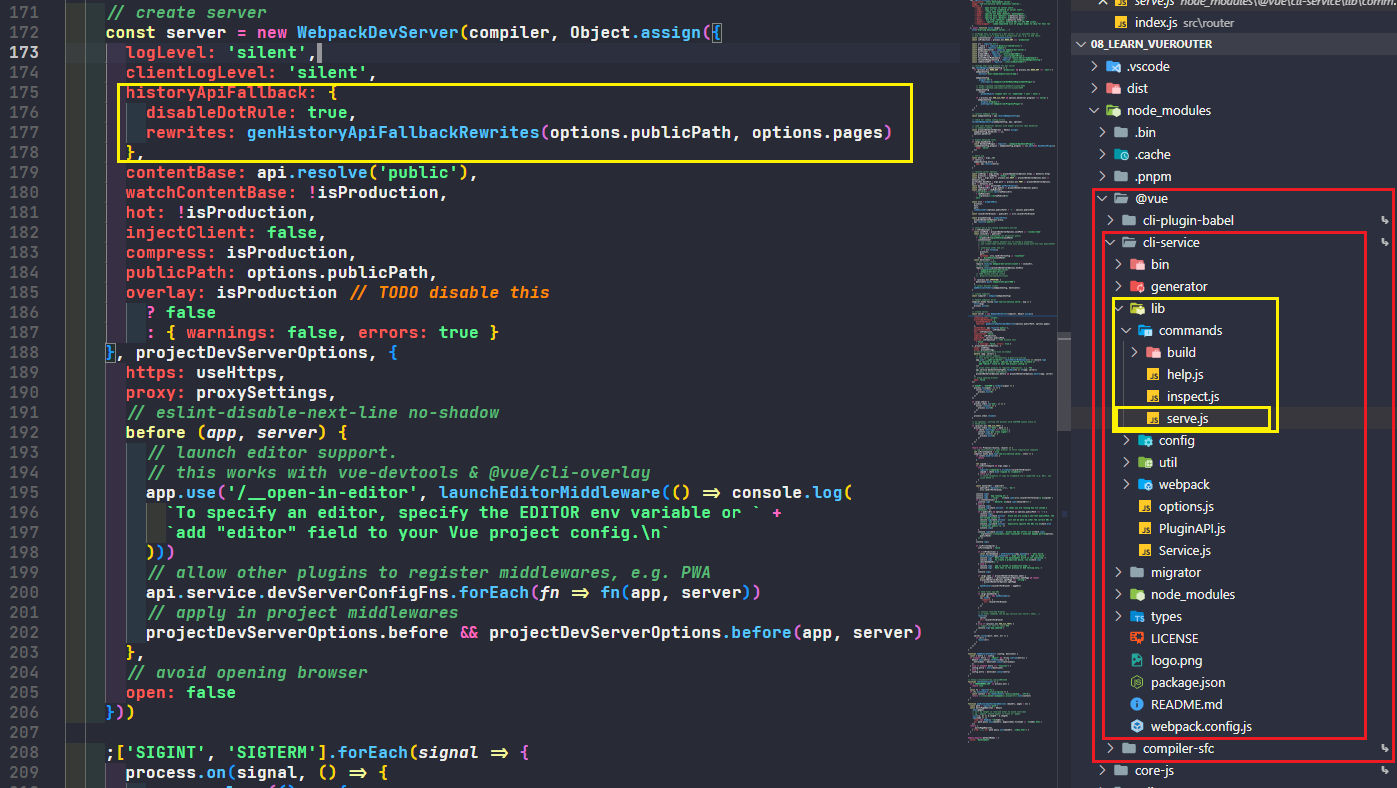 171 // create server
172 const server = new WebpackDevServer(compiler, Object.assign({
173 logLevel: 'silent',
174 clientLogLevel: 'silent',
175 historyApiFallback: {
176 disableDotRule: true,
177 rewrites: genHistoryApiFallbackRewrites(options.publicPath, options.pages)
178 },
179 contentBase: api.resolve('public'),
180 watchContentBase: !isProduction,
181 hot: !isProduction,
182 injectClient: false,
183 compress: isProduction,
184 publicPath: options.publicPath,
185 overlay: isProduction // TODO disable this
186 ? false
187 : { warnings: false, errors: true }
188 }, projectDevServerOptions, {
189 https: useHttps,
190 proxy: proxySettings,
191 // eslint-disable-next-line no-shadow
192 before (app, server) {
193 // launch editor support.
194 // this works with vue-devtools & @vue/cli-overlay
195 app.use('/__open-in-editor', launchEditorMiddleware(() => console.log(
196 `To specify an editor, specify the EDITOR env variable or ` +
197 `add "editor" field to your Vue project config.\n`
198 )))
199 // allow other plugins to register middlewares, e.g. PWA
200 api.service.devServerConfigFns.forEach(fn => fn(app, server))
201 // apply in project middlewares
202 projectDevServerOptions.before && projectDevServerOptions.before(app, server)
203 },
204 // avoid opening browser
205 open: false
206 }))
207
208 ;['SIGINT', 'SIGTERM'].forEach(signal => {
209 process.on(signal, () => {
serve.js node_modules\@vue\cli-service\lib\comm...
index.js src\router
08_LEARN_VUEROUTER
.vscode
dist
node_modules
.bin
.cache
.pnpm
@vue
cli-plugin-babel
cli-service
bin
generator
lib
commands
build
help.js
inspect.js
serve.js
config
util
webpack
options.js
PluginAPI.js
Service.js
migrator
node_modules
types
LICENSE
logo.png
package.json
README.md
webpack.config.js
compiler-sfc
core-js